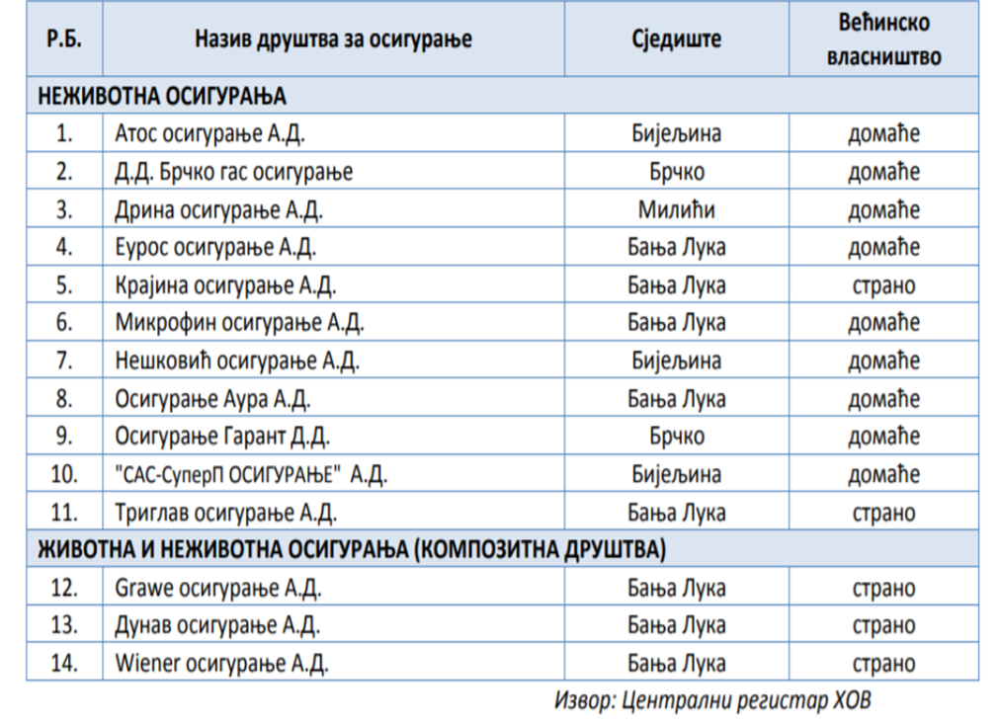 Р.Б. Назив друштва за осигурање Сједиште Већинско власништво
НЕЖИВОТНА ОСИГУРАЊА
1. Атос осигурање А.Д. Бијељина домаће
2. Д.Д. Брчко гас осигурање Брчко домаће
3. Дрина осигурање А.Д. Милићи домаће
4. Еурос осигурање А.Д. Бања Лука домаће
5. Крајина осигурање А.Д. Бања Лука страно
6. Микрофин осигурање А.Д. Бања Лука домаће
7. Нешковић осигурање А.Д. Бијељина домаће
8. Осигурање Аура А.Д. Бања Лука домаће
9. Осигурање Гарант Д.Д. Брчко домаће
10. "САС-СуперП ОСИГУРАЊЕ" А.Д. Бијељина домаће
11. Триглав осигурање А.Д. Бања Лука страно
ЖИВОТНА И НЕЖИВОТНА ОСИГУРАЊА (КОМПОЗИТНА ДРУШТВА)
12. Grawe осигурање А.Д. Бања Лука страно
13. Дунав осигурање А.Д. Бања Лука страно
14. Wiener осигурање А.Д. Бања Лука страно
Извор: Централни регистар ХОВ